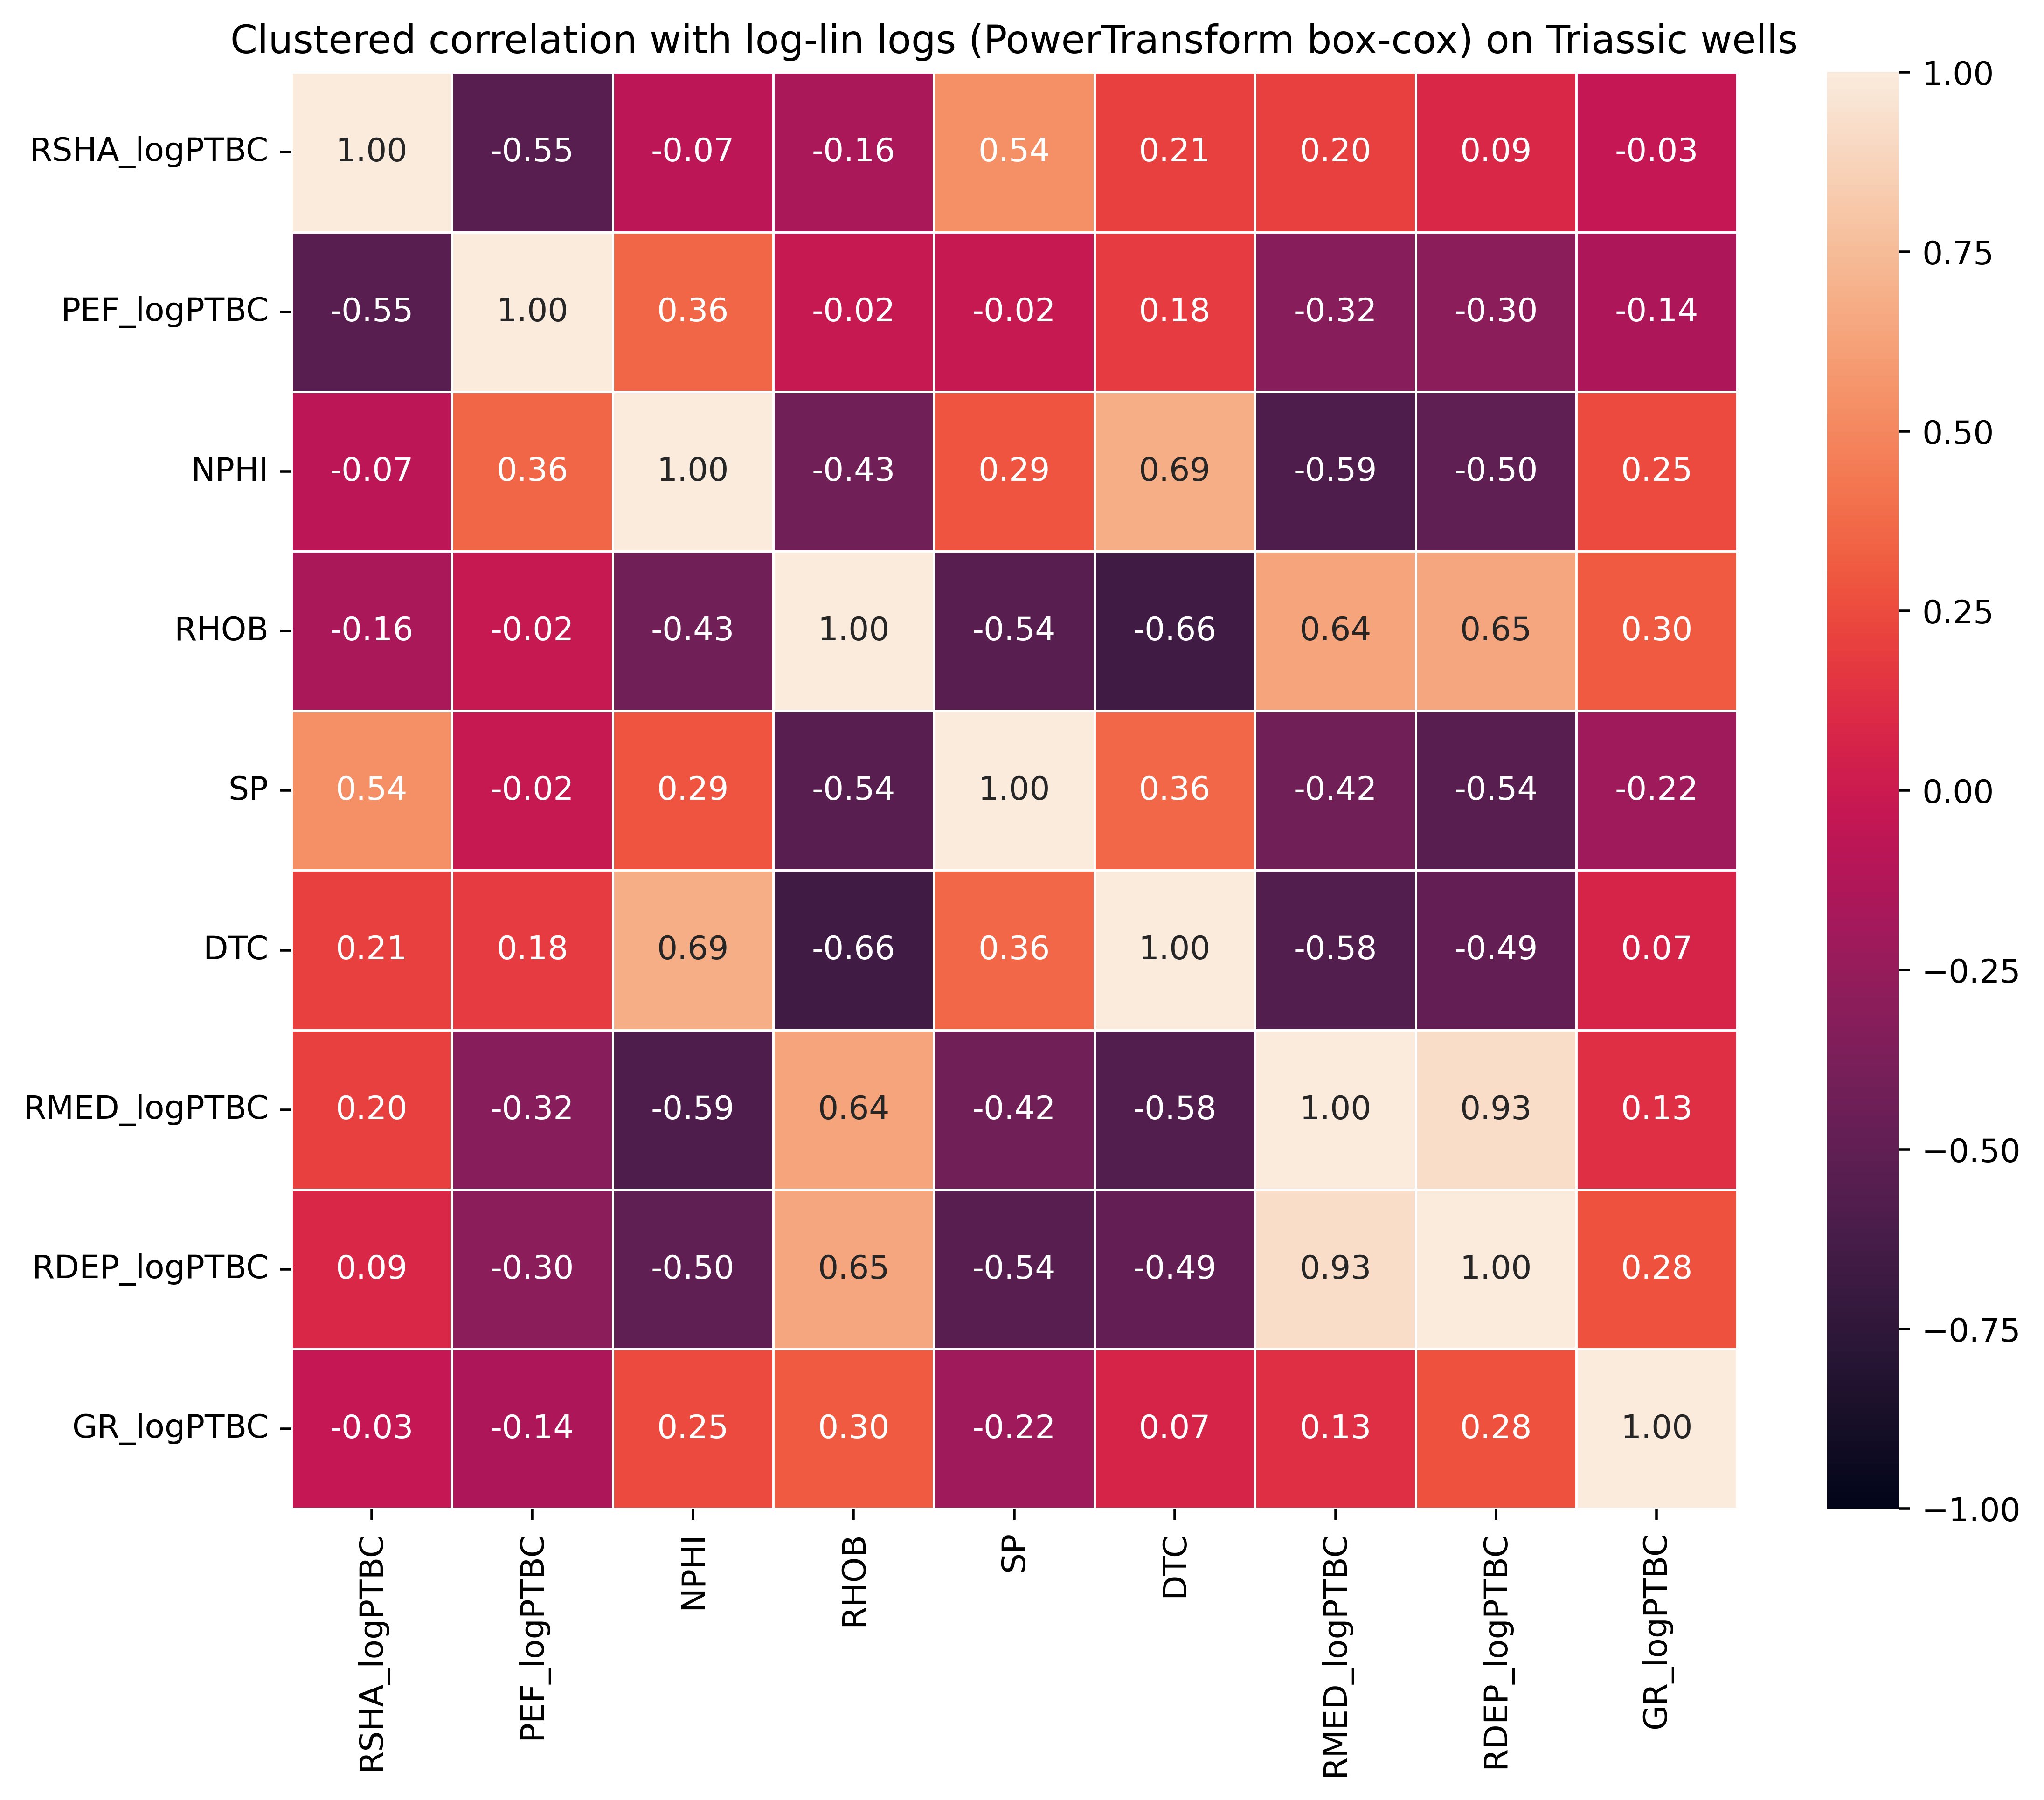 Clustered correlation with log-lin logs (PowerTransform box-cox) on Triassic wells
RSHA_logPTBC 1.00 -0.55 -0.07 -0.16 0.54 0.21 0.20 0.09 -0.03
PEF_logPTBC -0.55 1.00 0.36 -0.02 -0.02 0.18 -0.32 -0.30 -0.14
NPHI -0.07 0.36 1.00 -0.43 0.29 0.69 -0.59 -0.50 0.25
RHOB -0.16 -0.02 -0.43 1.00 -0.54 -0.66 0.64 0.65 0.30
SP 0.54 -0.02 0.29 -0.54 1.00 0.36 -0.42 -0.54 -0.22
DTC 0.21 0.18 0.69 -0.66 0.36 1.00 -0.58 -0.49 0.07
RMED_logPTBC 0.20 -0.32 -0.59 0.64 -0.42 -0.58 1.00 0.93 0.13
RDEP_logPTBC 0.09 -0.30 -0.50 0.65 -0.54 -0.49 0.93 1.00 0.28
GR_logPTBC -0.03 -0.14 0.25 0.30 -0.22 0.07 0.13 0.28 1.00
RSHA_logPTBC PEF_logPTBC NPHI RHOB SP DTC RMED_logPTBC RDEP_logPTBC GR_logPTBC
1.00
0.75
0.50
0.25
0.00
−0.25
−0.50
−0.75
−1.00